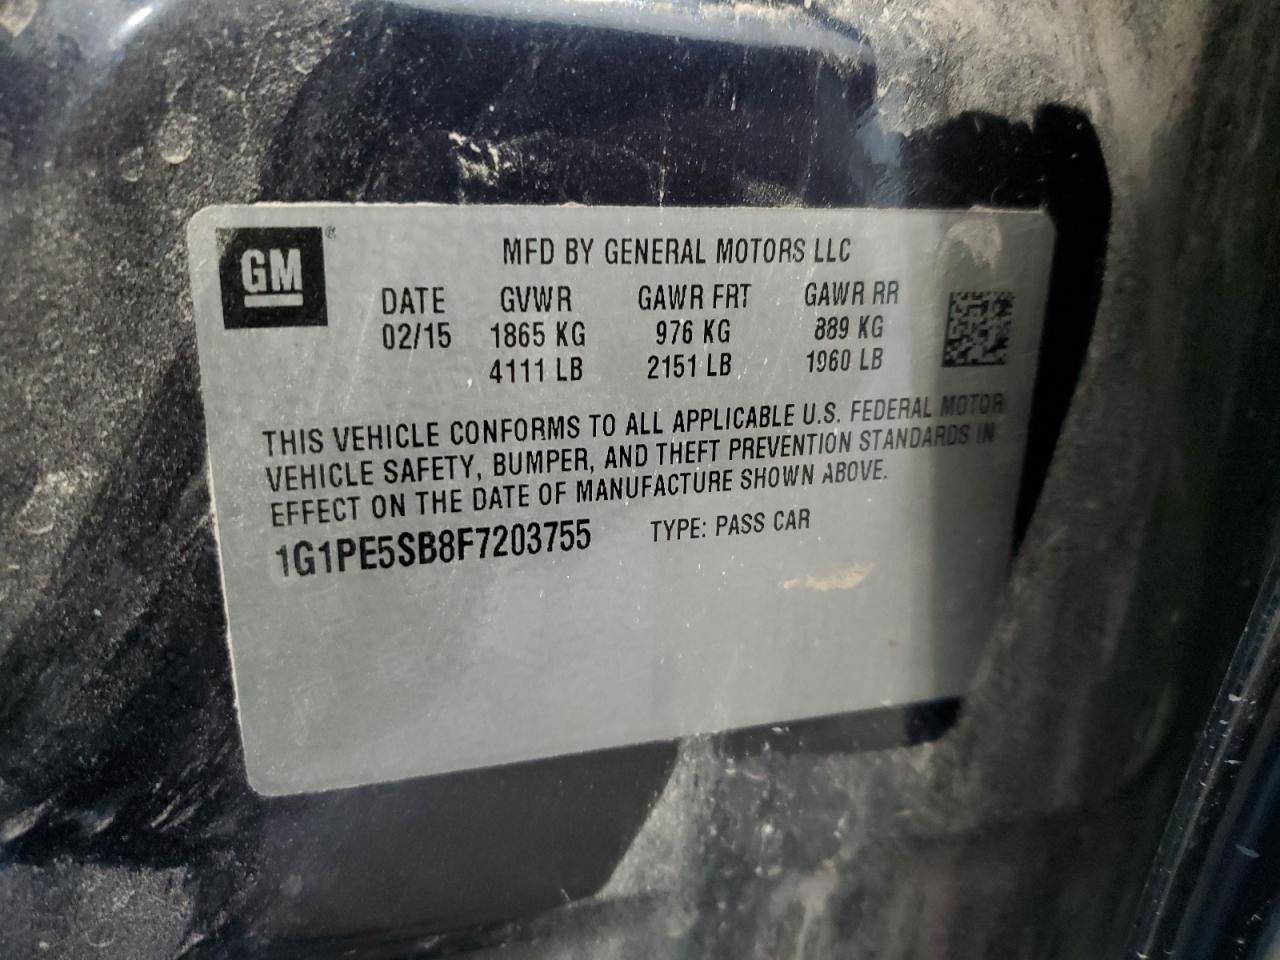 GM®
MFD BY GENERAL MOTORS LLC
DATE GVWR GAWR FRT GAWR RR
02/15 1865 KG 976 KG 889 KG
4111 LB 2151 LB 1960 LB
THIS VEHICLE CONFORMS TO ALL APPLICABLE U.S. FEDERAL MOTOR
VEHICLE SAFETY, BUMPER, AND THEFT PREVENTION STANDARDS IN
EFFECT ON THE DATE OF MANUFACTURE SHOWN ABOVE.
1G1PE5SB8F7203755 TYPE: PASS CAR